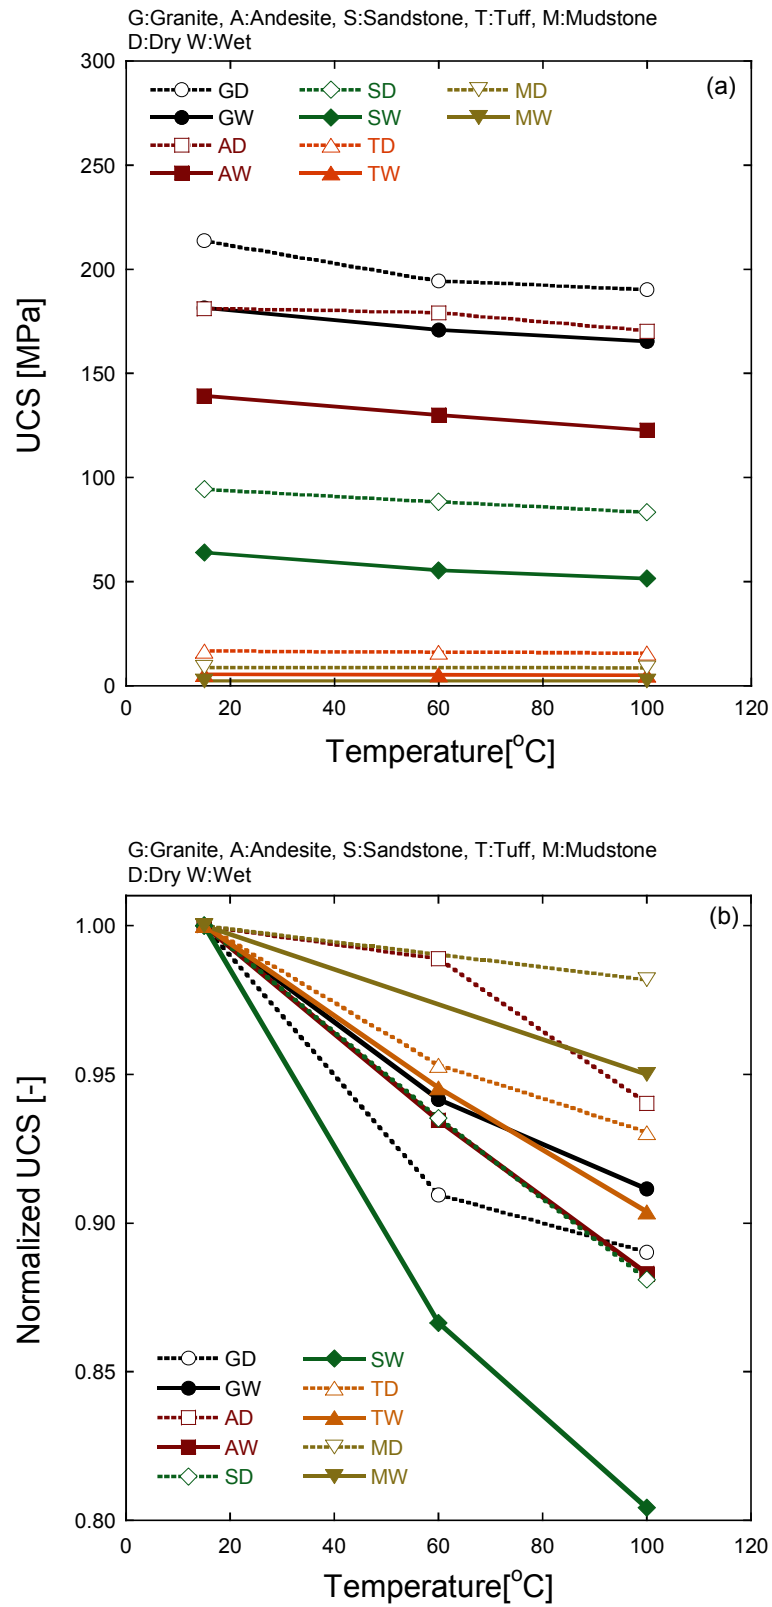 G:Granite, A:Andesite, S:Sandstone, T:Tuff, M:Mudstone
D:Dry W:Wet
300
250
200
150
100
50
0
UCS [MPa]
(a)
GD
GW
AD
AW
SD
SW
TD
TW
MD
MW
0 20 40 60 80 100 120
Temperature[°C]
G:Granite, A:Andesite, S:Sandstone, T:Tuff, M:Mudstone
D:Dry W:Wet
1.00
0.95
0.90
0.85
0.80
Normalized UCS [-]
(b)
GD
GW
AD
AW
SD
SW
TD
TW
MD
MW
0 20 40 60 80 100 120
Temperature[°C]